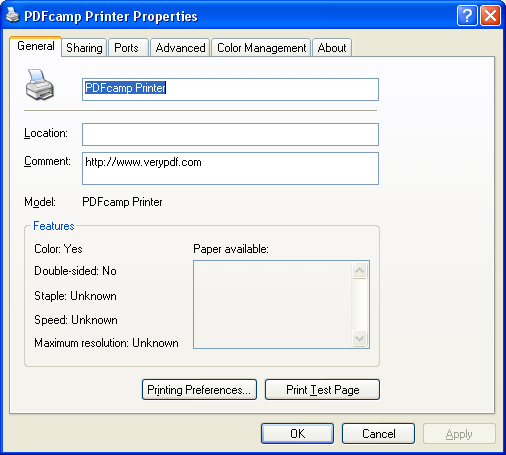 PDFcamp Printer Properties
General Sharing Ports Advanced Color Management About
PDFcamp Printer
Location:
Comment: http://www.verypdf.com
Model: PDFcamp Printer
Features
Color: Yes Paper available:
Double-sided: No
Staple: Unknown
Speed: Unknown
Maximum resolution: Unknown
Printing Preferences... Print Test Page
OK Cancel Apply